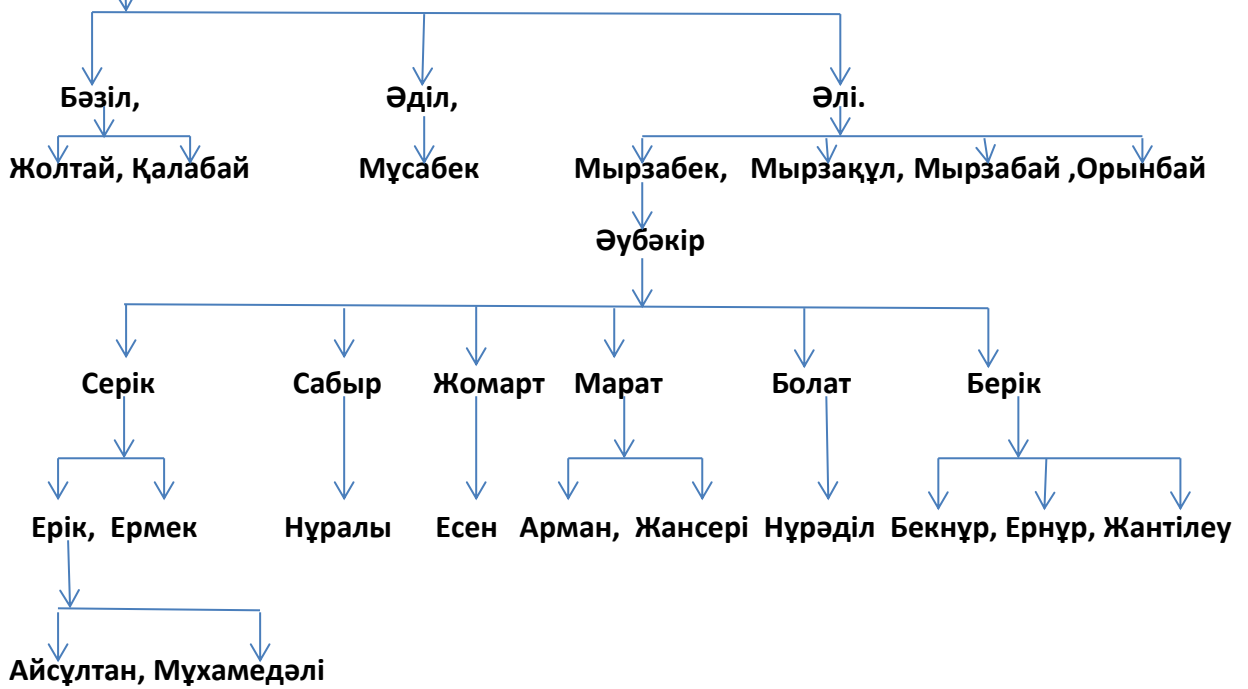 Бәзіл, Әділ, Әлі.
Жолтай, Қалабай Мұсабек Мырзабек, Мырзақұл, Мырзабай ,Орынбай
Әубәкір
Серік Сабыр Жомарт Марат Болат Берік
Ерік, Ермек Нұралы Есен Арман, Жансері Нұрәділ Бекнұр, Ернұр, Жантілеу
Айсұлтан, Мұхамедәлі